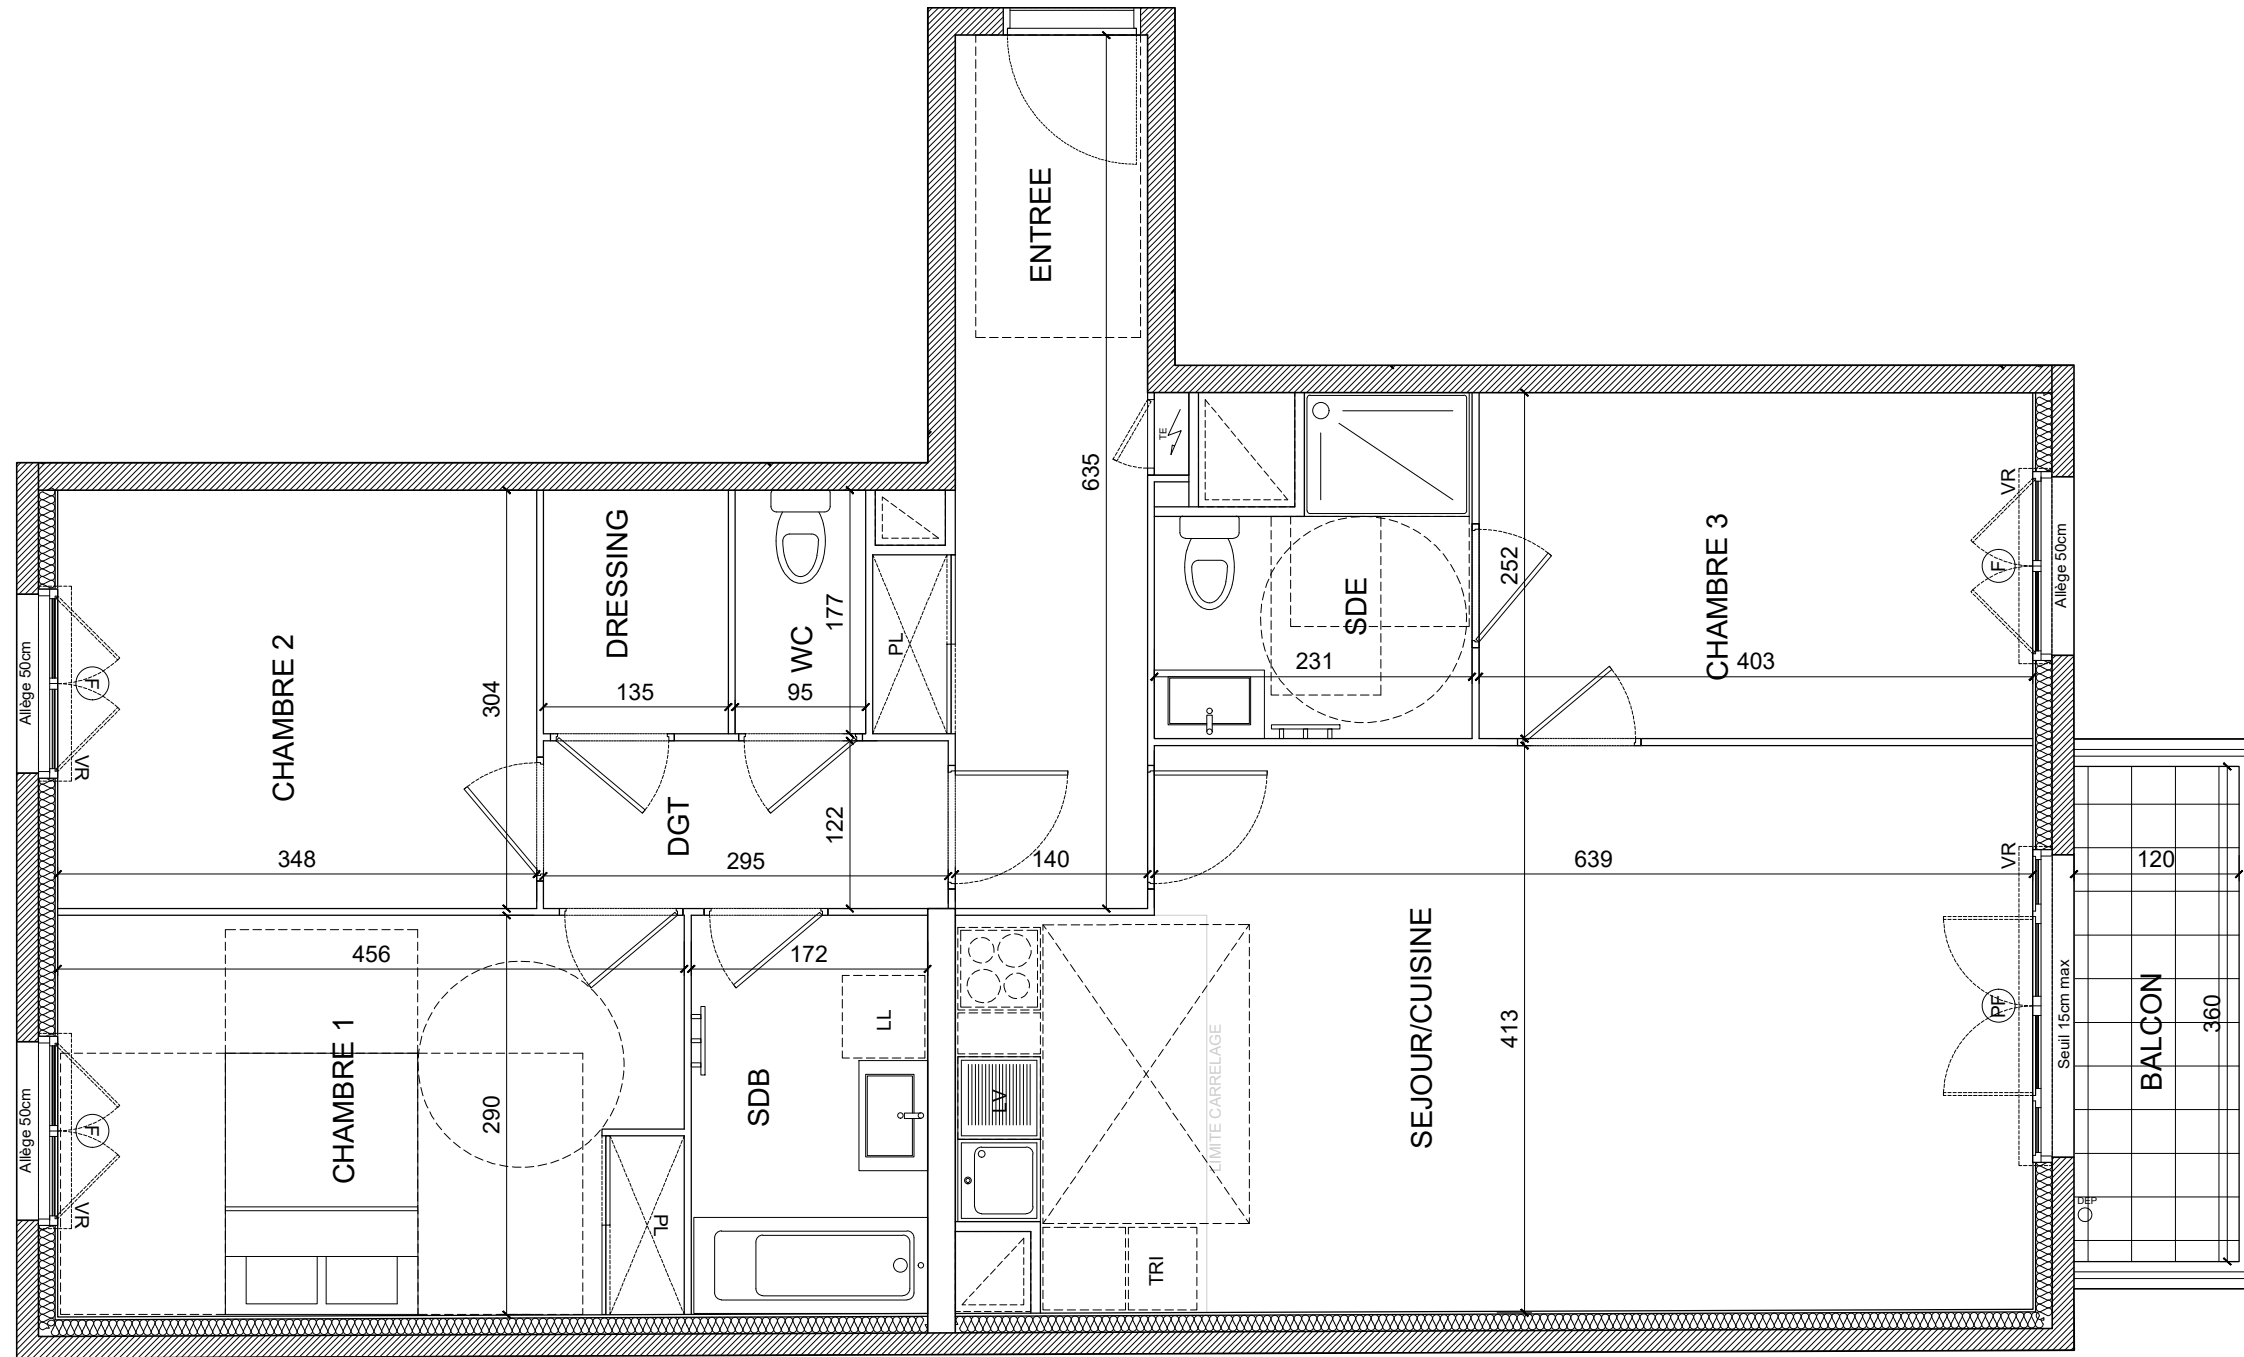 ENTREE
635
TE
CHAMBRE 2
304
348
DRESSING
135
WC
177
95
PL
SDE
231
252
CHAMBRE 3
403
VR
F
Allège 50cm
Allège 50cm
F
VR
DGT
122
295
140
639
VR
120
456
172
CHAMBRE 1
290
PL
SDB
LL
LV
TRI
LIMITE CARRELAGE
SEJOUR/CUISINE
413
PF
Seuil 15cm max
BALCON
360
DEP
Allège 50cm
F
VR